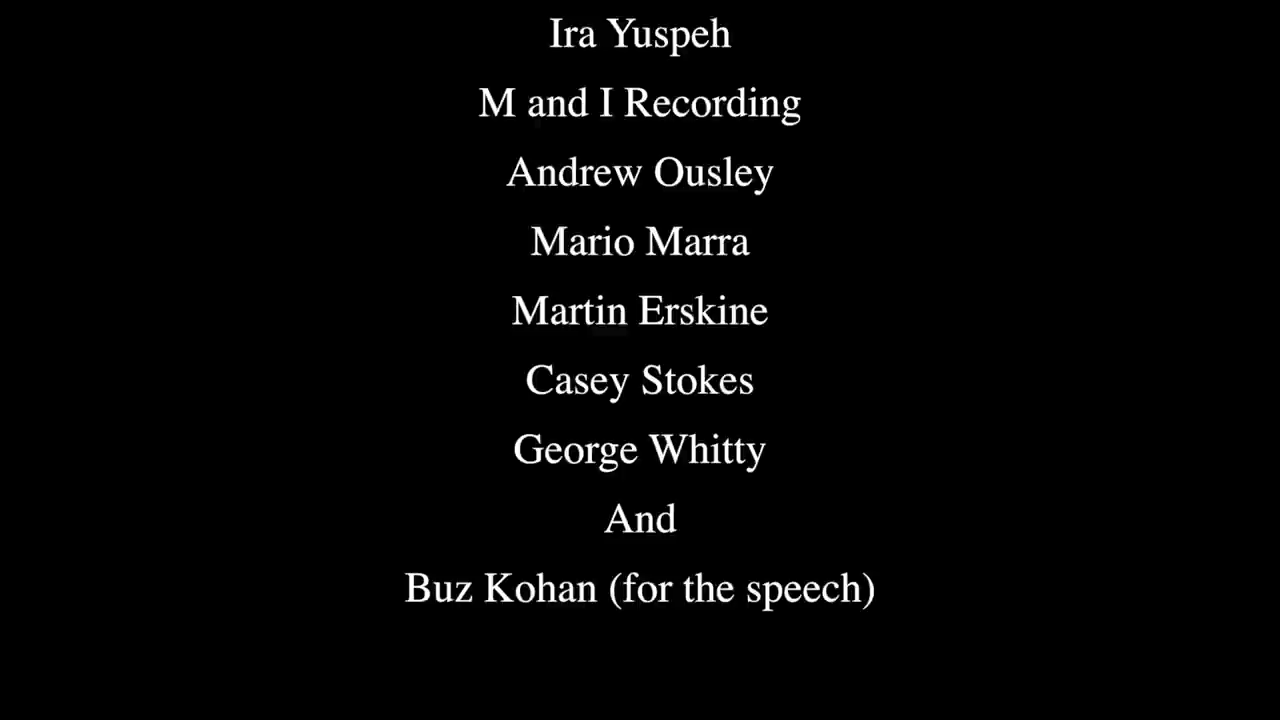 Ira Yuspeh
M and I Recording
Andrew Ousley
Mario Marra
Martin Erskine
Casey Stokes
George Whitty
And
Buz Kohan (for the speech)